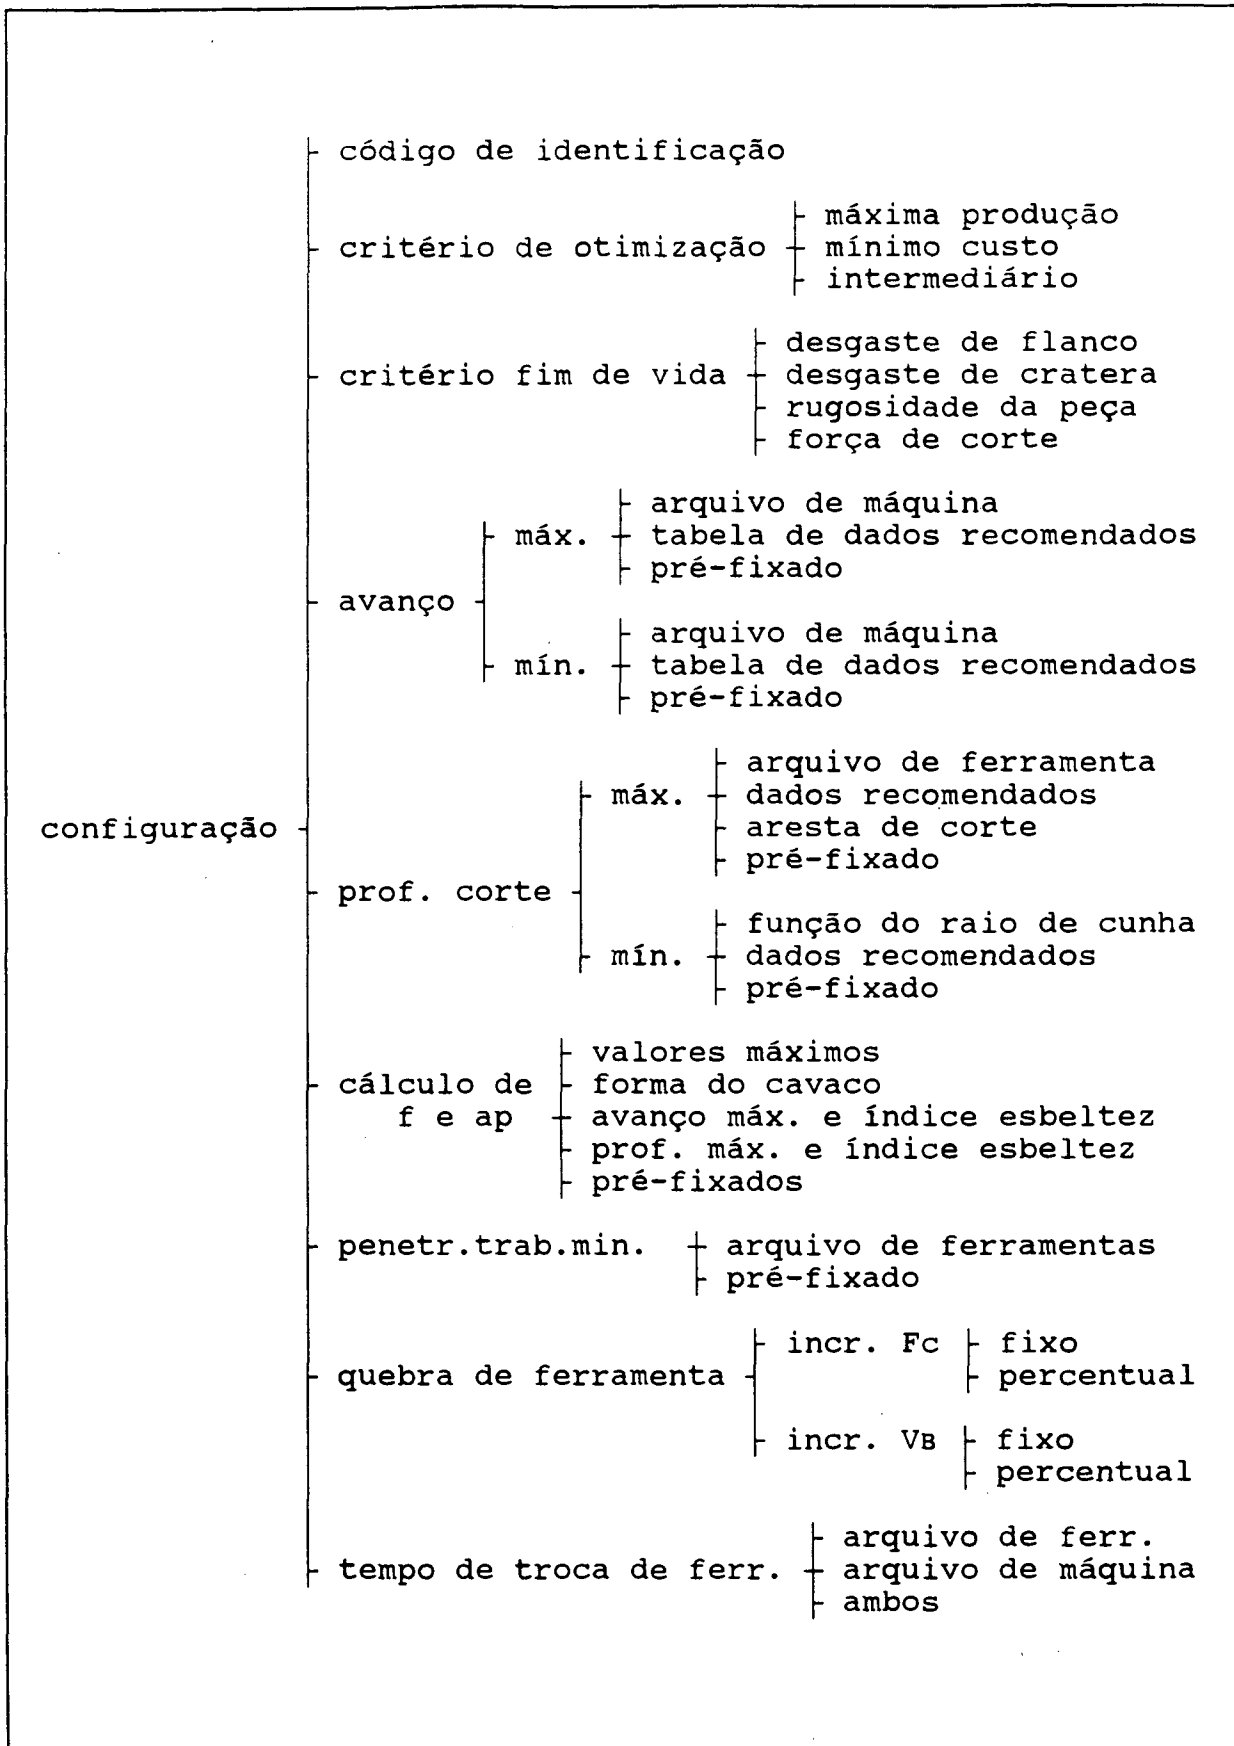 código de identificação
máxima produção
critério de otimização
mínimo custo
intermediário
desgaste de flanco
critério fim de vida
desgaste de cratera
rugosidade da peça
força de corte
arquivo de máquina
máx.
tabela de dados recomendados
pré-fixado
avanço
arquivo de máquina
mín.
tabela de dados recomendados
pré-fixado
arquivo de ferramenta
máx.
dados recomendados
configuração
aresta de corte
pré-fixado
prof. corte
função do raio de cunha
mín.
dados recomendados
pré-fixado
valores máximos
cálculo de
forma do cavaco
f e ap
avanço máx. e índice esbeltez
prof. máx. e índice esbeltez
pré-fixados
penetr.trab.min.
arquivo de ferramentas
pré-fixado
incr. Fc
fixo
quebra de ferramenta
percentual
incr. VB
fixo
percentual
arquivo de ferr.
tempo de troca de ferr.
arquivo de máquina
ambos